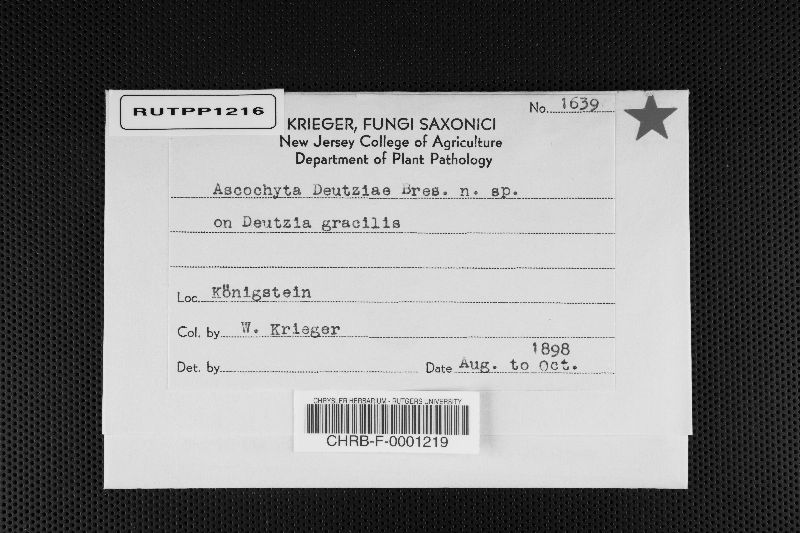 RUTPP1216
No. 1639
KRIEGER, FUNGI SAXONICI
New Jersey College of Agriculture
Department of Plant Pathology
Ascochyta Deutziae Bres. n. sp.
on Deutzia gracilis
Loc. Königstein
Col. by W. Krieger
1898
Det. by Date Aug. to Oct.
CHRYSLER HERBARIUM - RUTGERS UNIVERSITY
CHRB-F-0001219